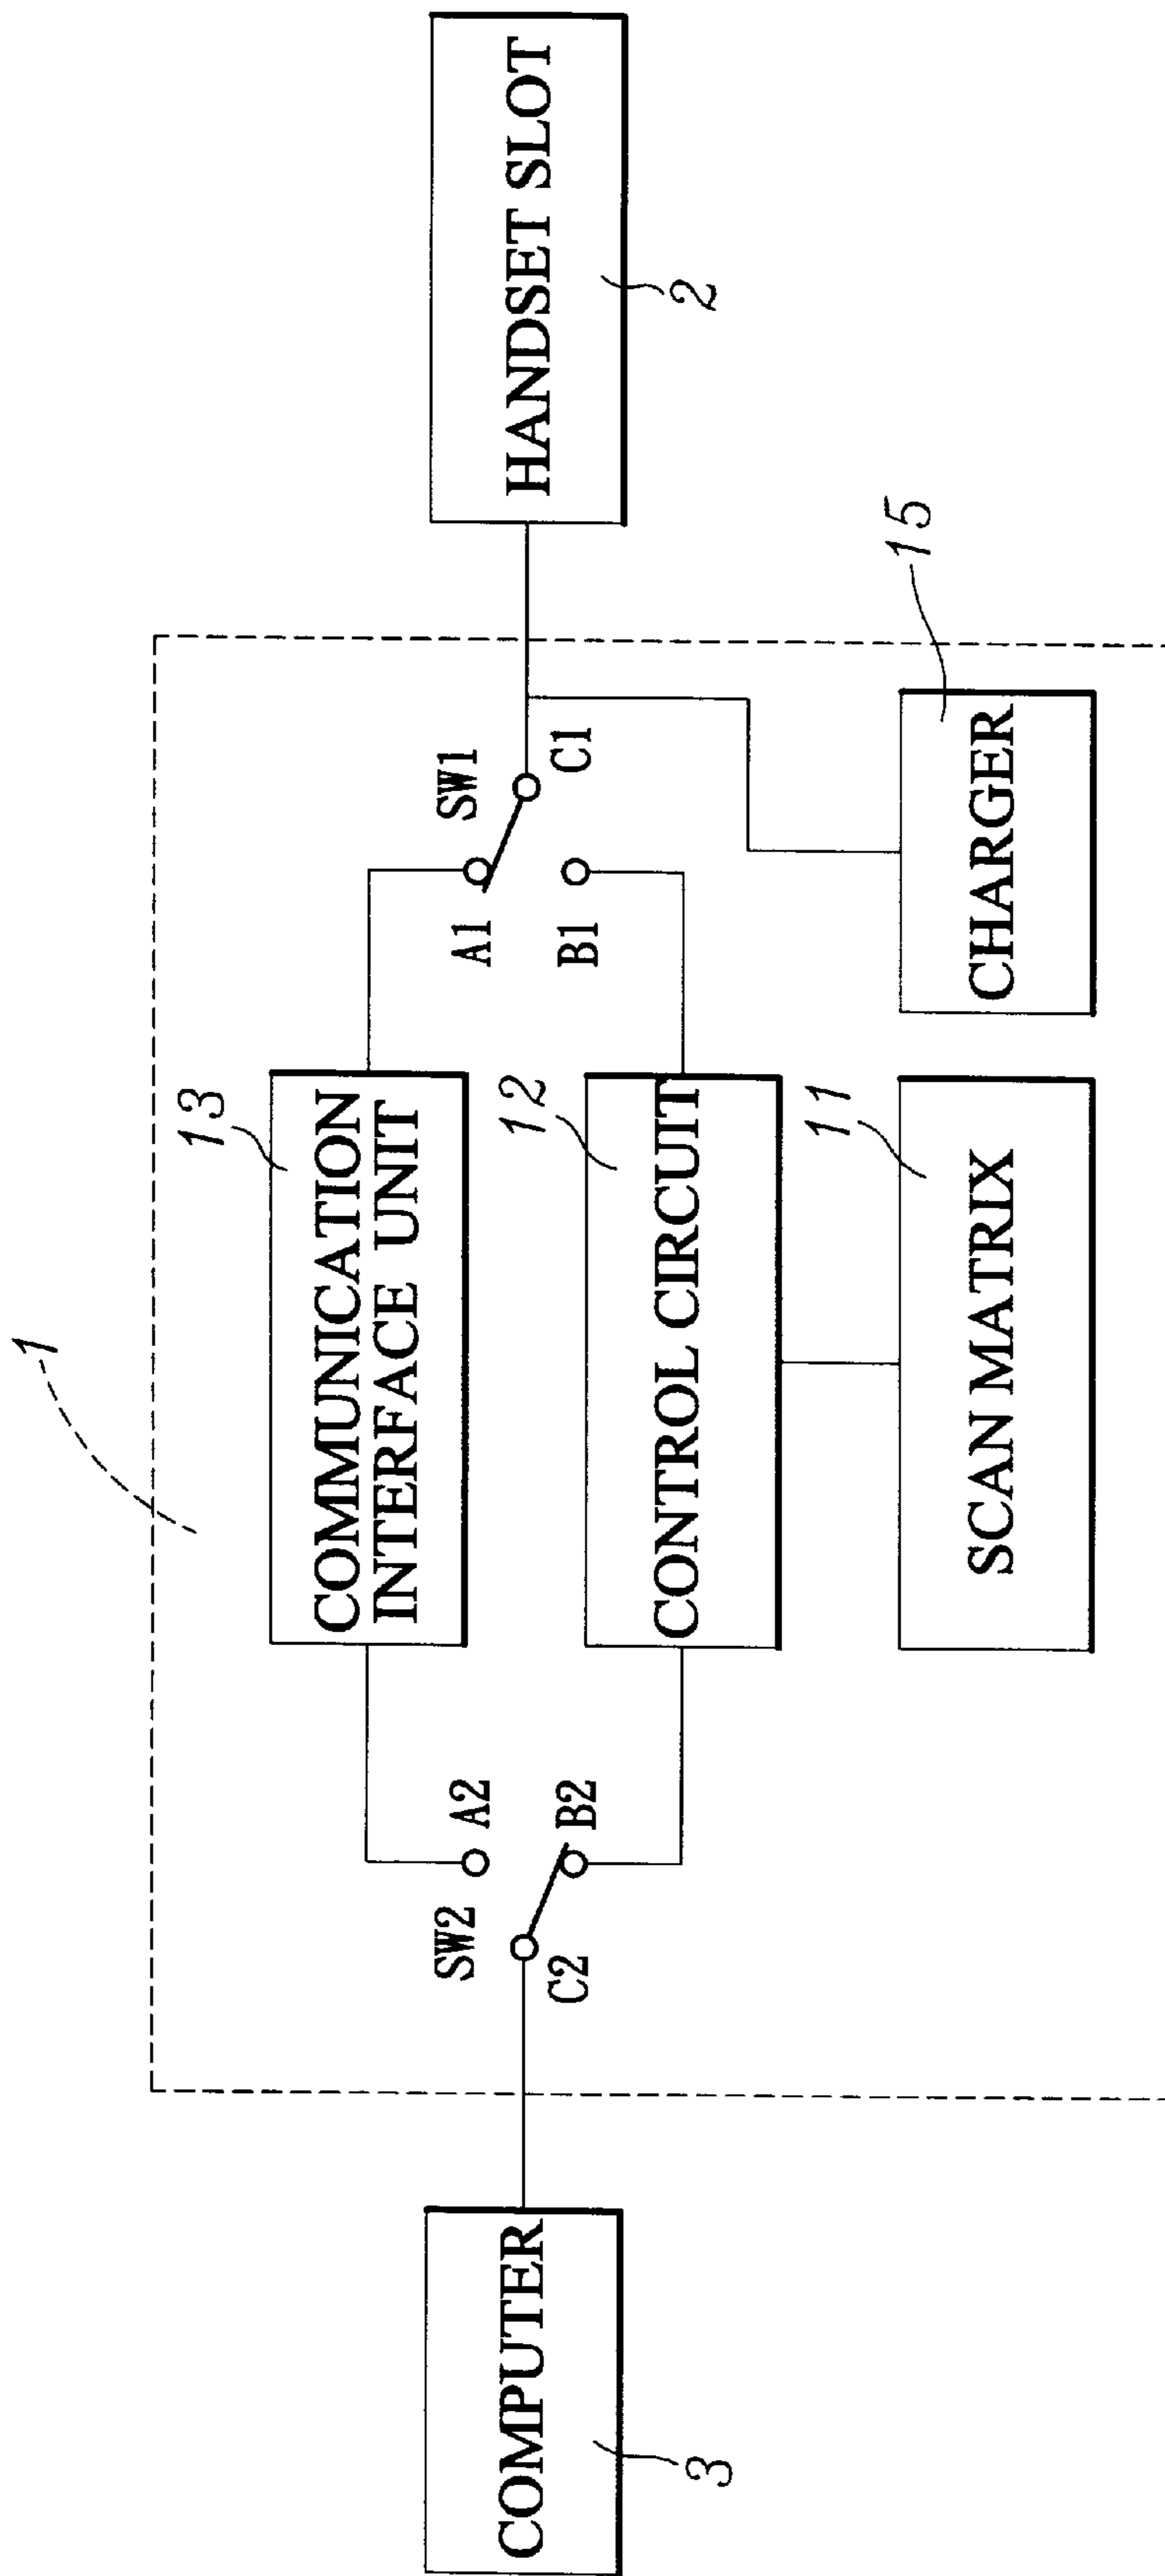 1
COMMUNICATION
INTERFACE UNIT
13
SW2
A2
C2
B2
SW1
A1
C1
B1
COMPUTER
3
HANDSET SLOT
2
CONTROL CIRCUIT
12
SCAN MATRIX
11
CHARGER
15